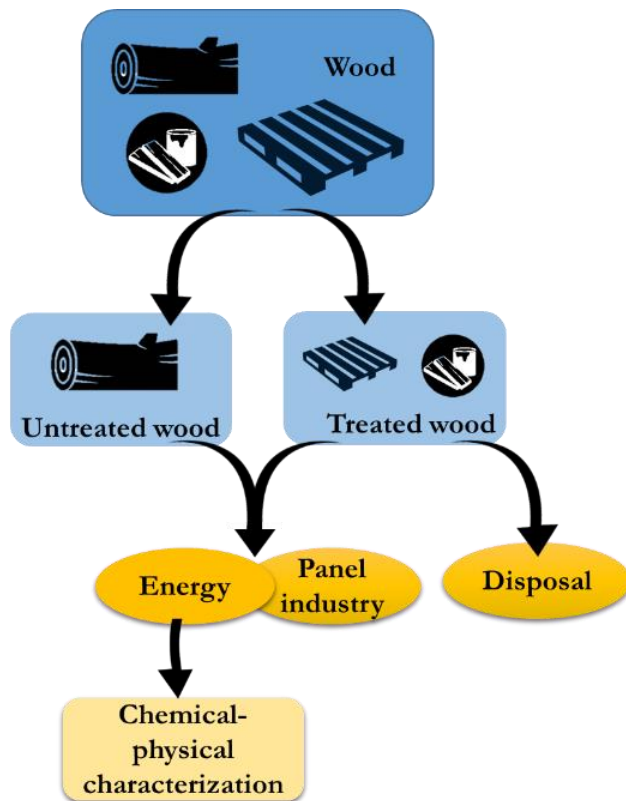 Wood
Untreated wood
Treated wood
Energy
Panel
industry
Disposal
Chemical-
physical
characterization